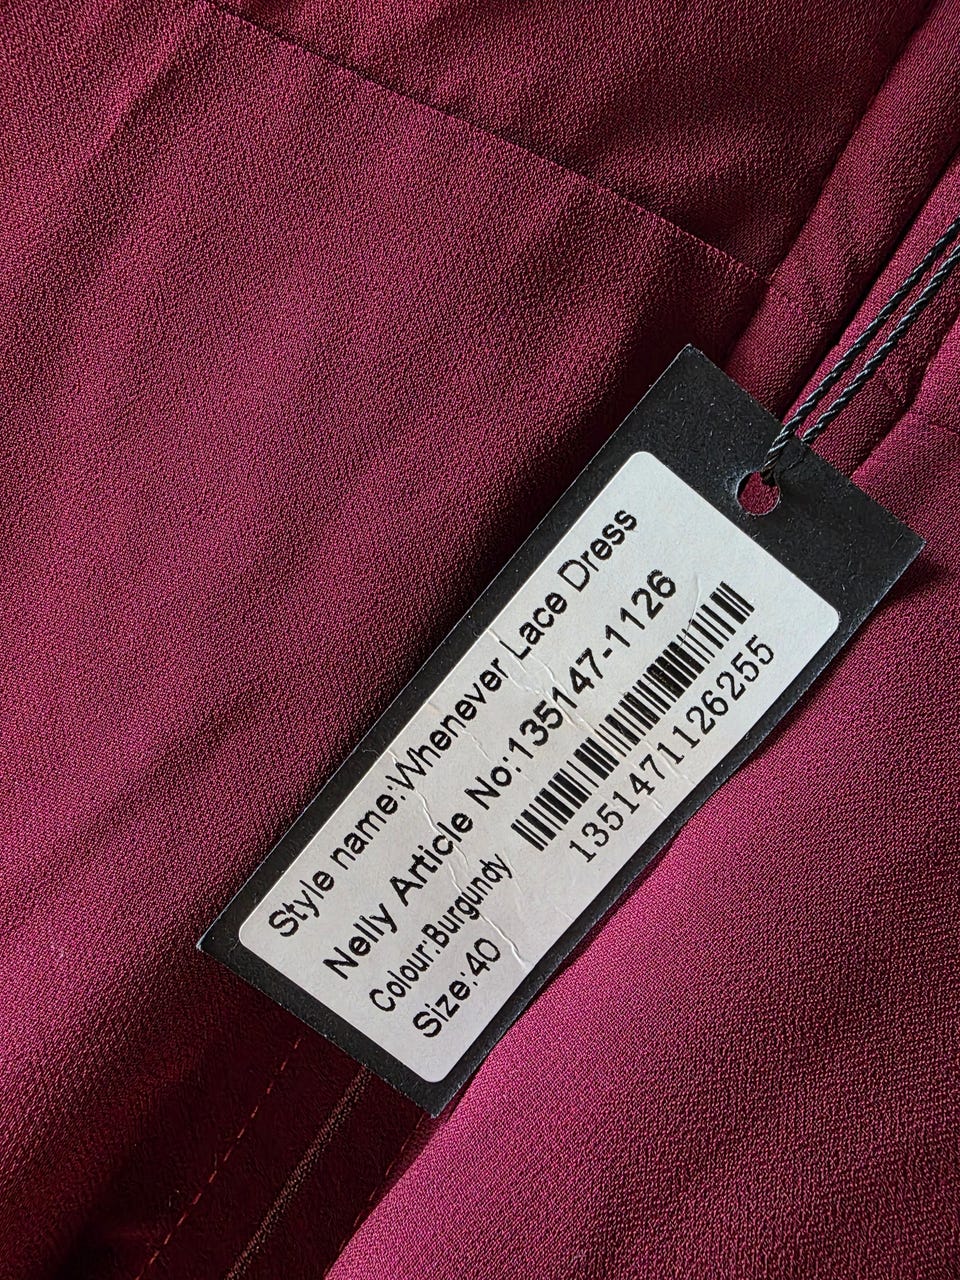 Style name:Whenever Lace Dress
Nelly Article No:135147-1126
Colour:Burgundy
Size:40
1351471126255